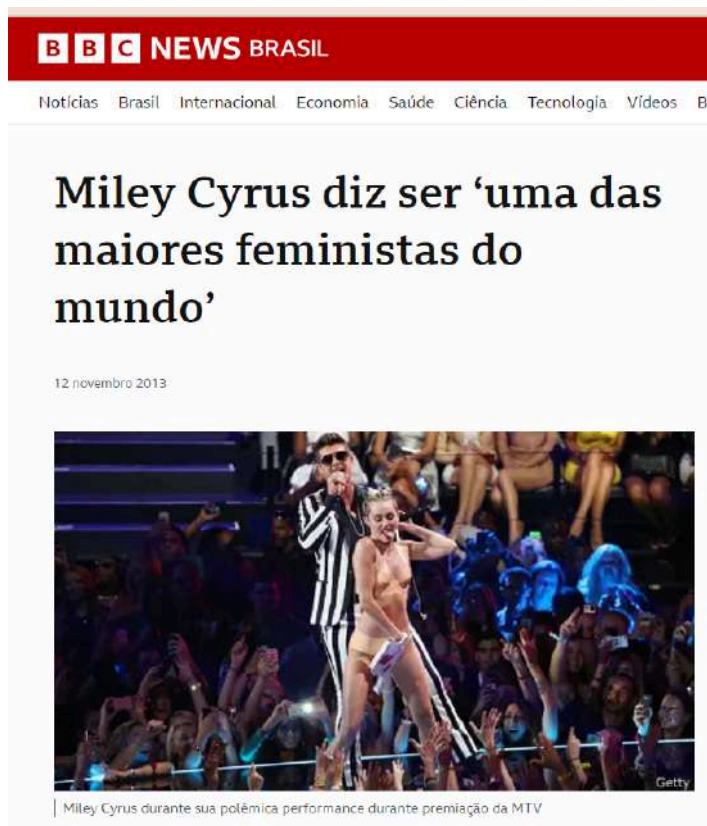 BBC NEWS BRASIL
Notícias Brasil Internacional Economia Saúde Ciência Tecnologia Vídeos B
Miley Cyrus diz ser ‘uma das
maiores feministas do
mundo’
12 novembro 2013
Getty
Miley Cyrus durante sua polêmica performance durante premiação da MTV